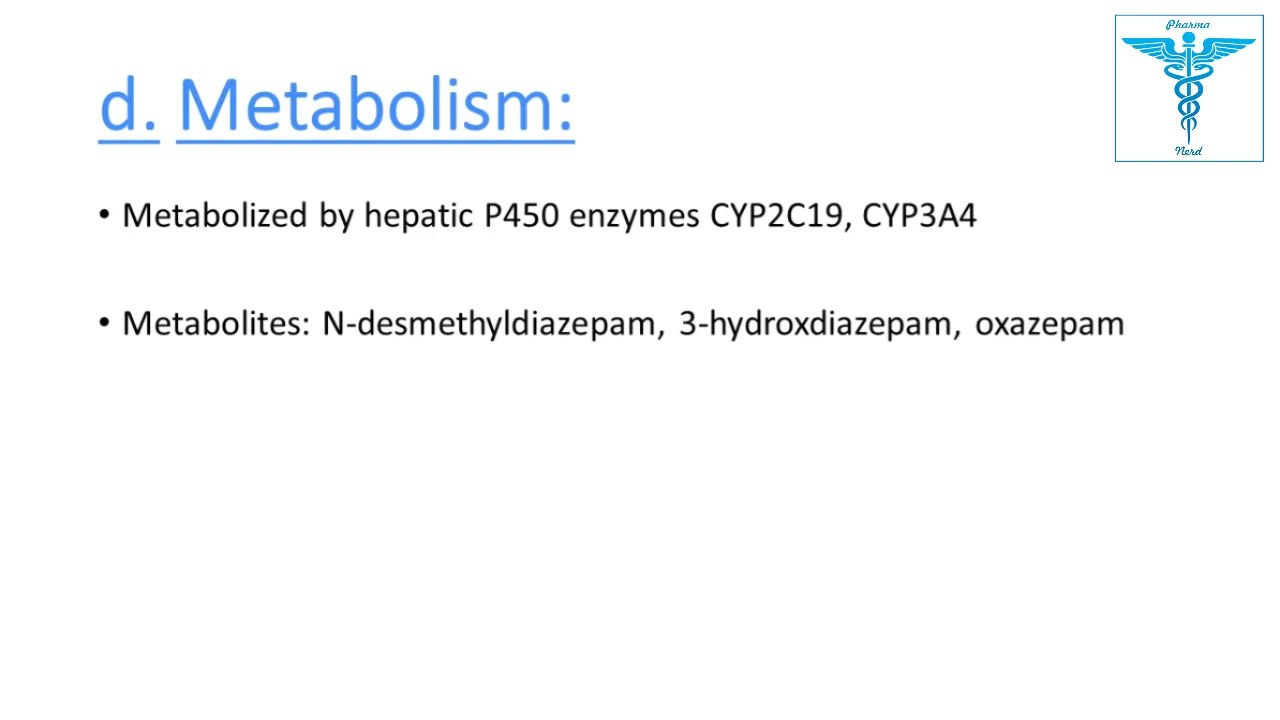 Pharma
Nerd
d. Metabolism:
• Metabolized by hepatic P450 enzymes CYP2C19, CYP3A4
• Metabolites: N-desmethyldiazepam, 3-hydroxdiazepam, oxazepam